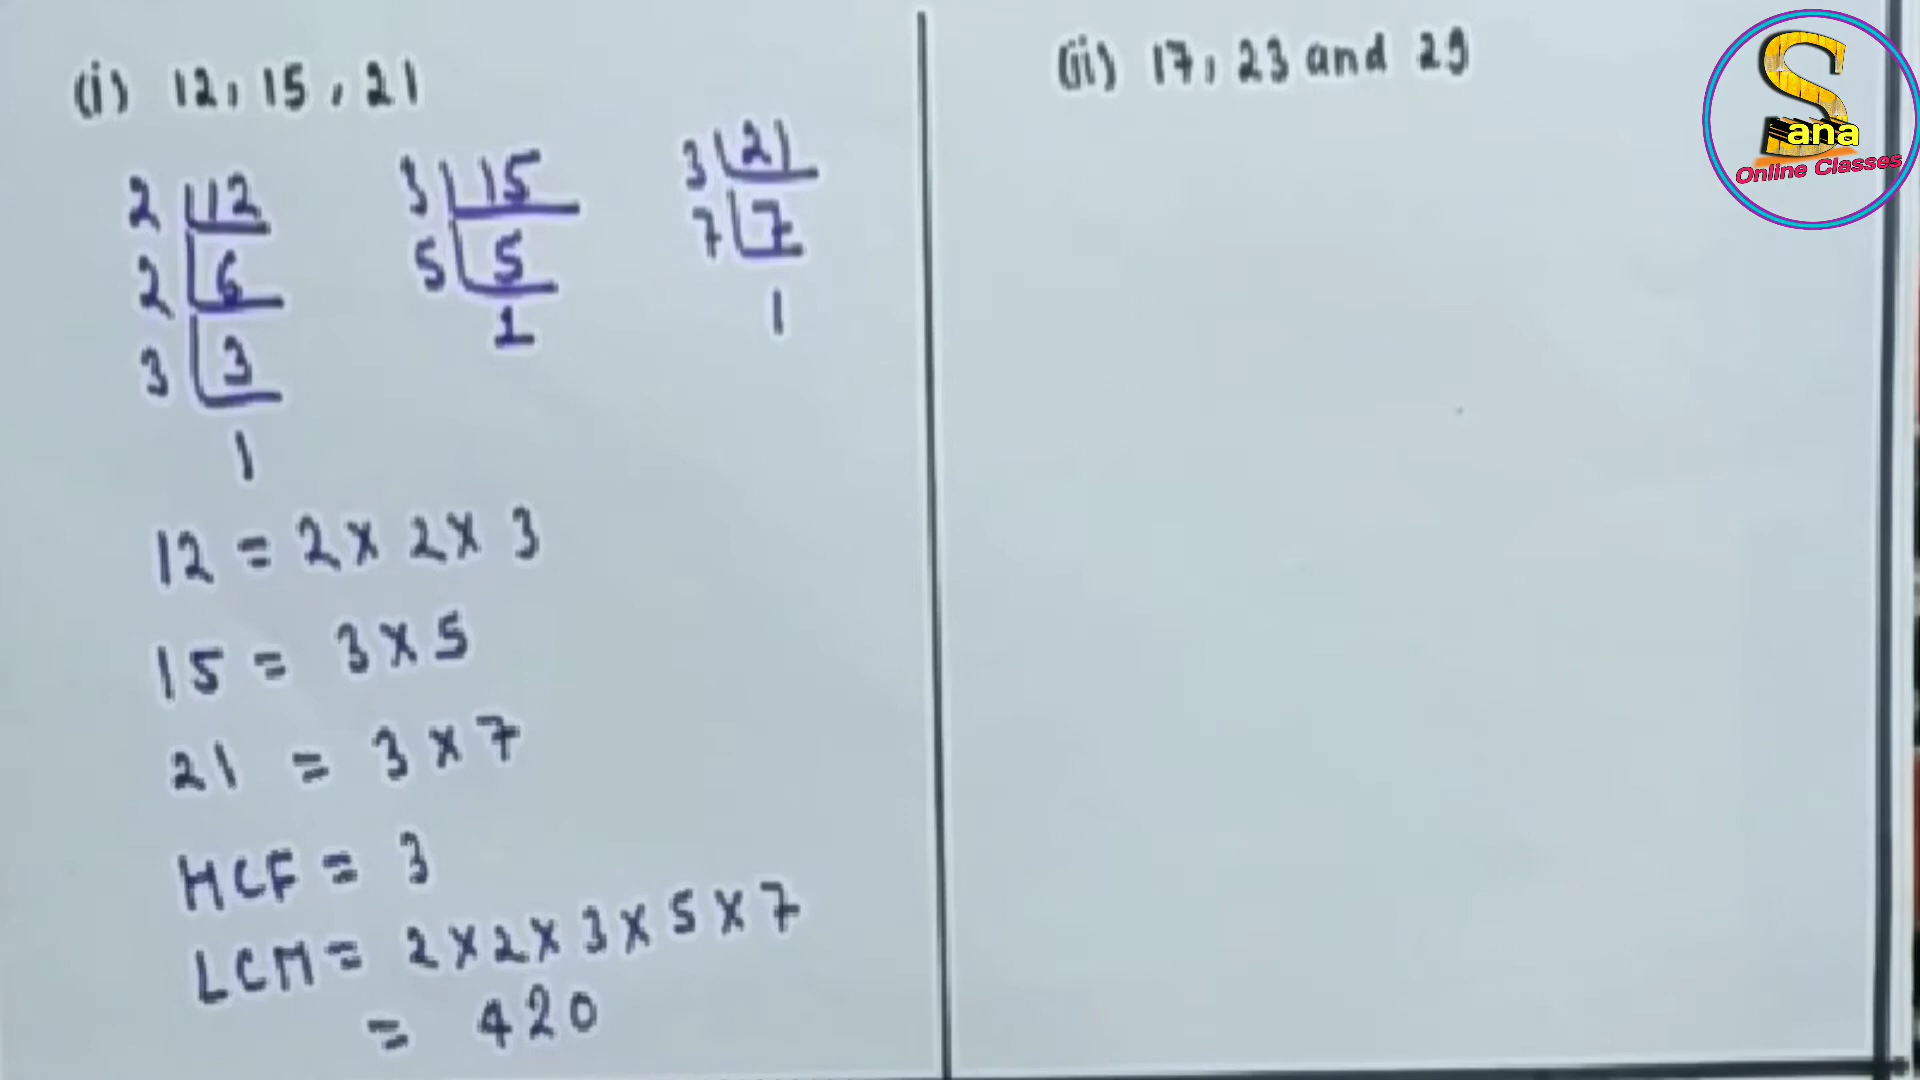 (i) 12, 15, 21
2 12
2 6
3 3
1
3 15
5 5
1
3 21
7 7
1
12 = 2 × 2 × 3
15 = 3 × 5
21 = 3 × 7
HCF = 3
LCM = 2 × 2 × 3 × 5 × 7
= 420
(ii) 17, 23 and 29
Sana
Online Classes